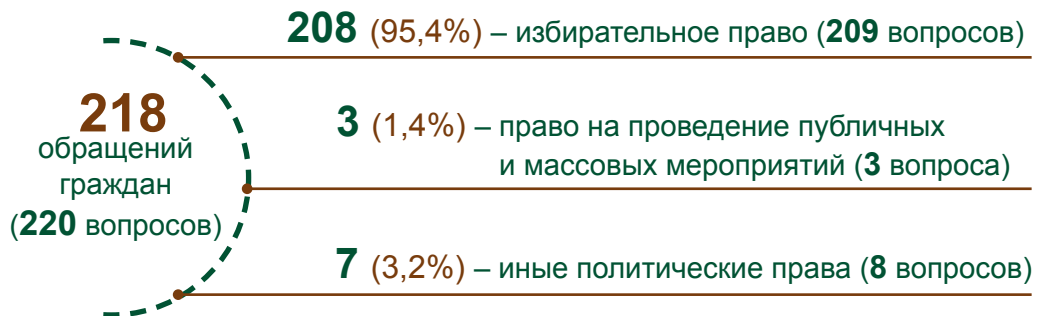 218
обращений
граждан
(220 вопросов)
208 (95,4%) – избирательное право (209 вопросов)
3 (1,4%) – право на проведение публичных
и массовых мероприятий (3 вопроса)
7 (3,2%) – иные политические права (8 вопросов)